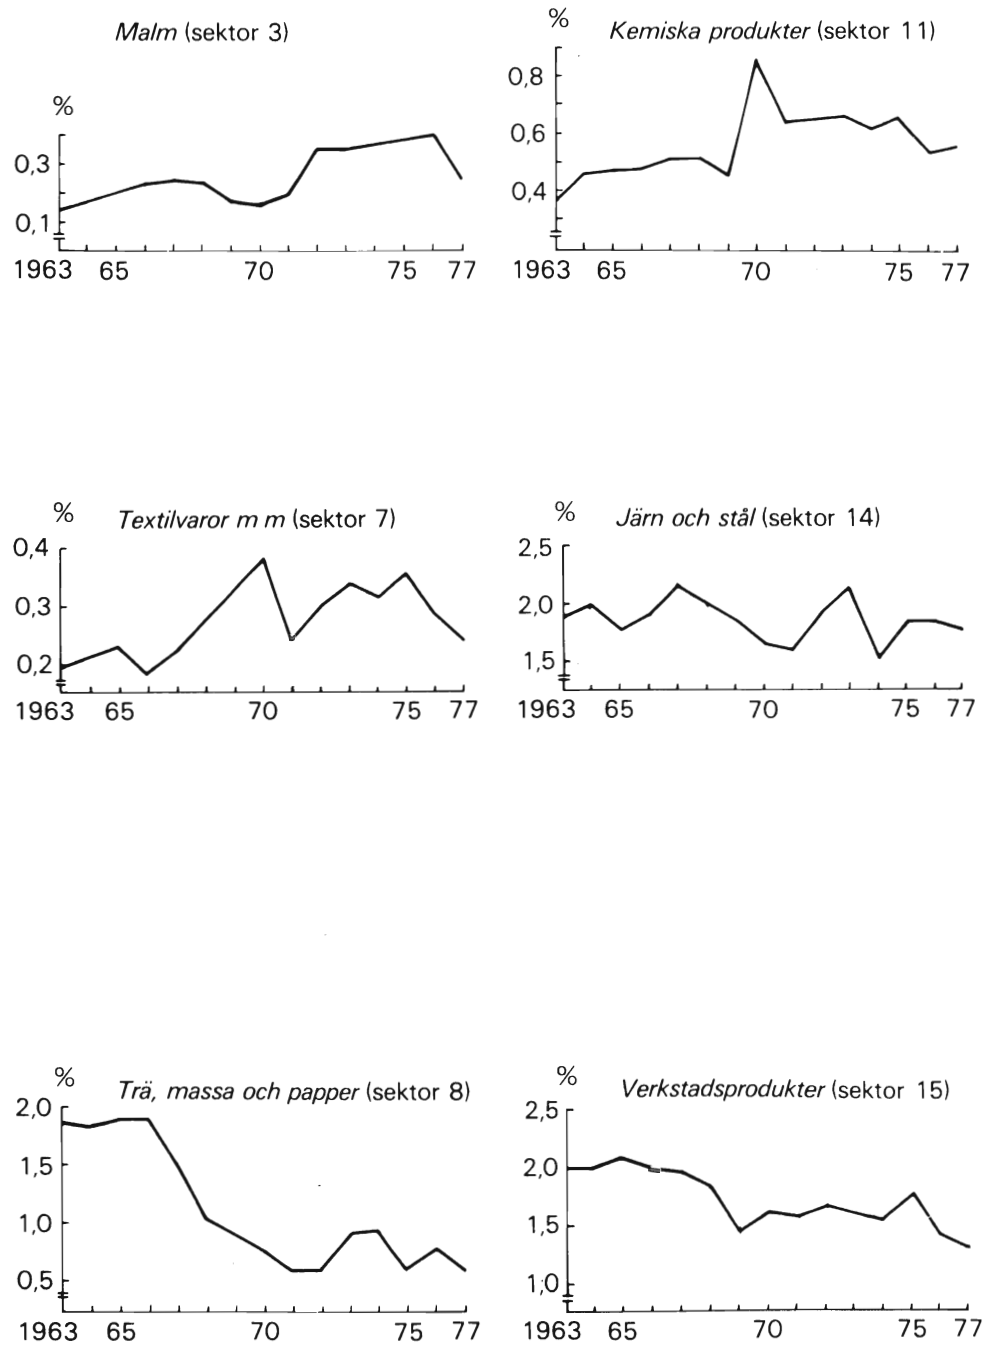 Malm (sektor 3)
%
0,3
0,1
1963 65 70 75 77
% Kemiska produkter (sektor 11)
0,8
0,6
0,4
1963 65 70 75 77
% Textilvaror m m (sektor 7)
0,4
0,3
0,2
1963 65 70 75 77
% Järn och stål (sektor 14)
2,5
2,0
1,5
1963 65 70 75 77
% Trä, massa och papper (sektor 8)
2,0
1,5
1,0
0,5
1963 65 70 75 77
% Verkstadsprodukter (sektor 15)
2,5
2,0
1,5
1,0
1963 65 70 75 77